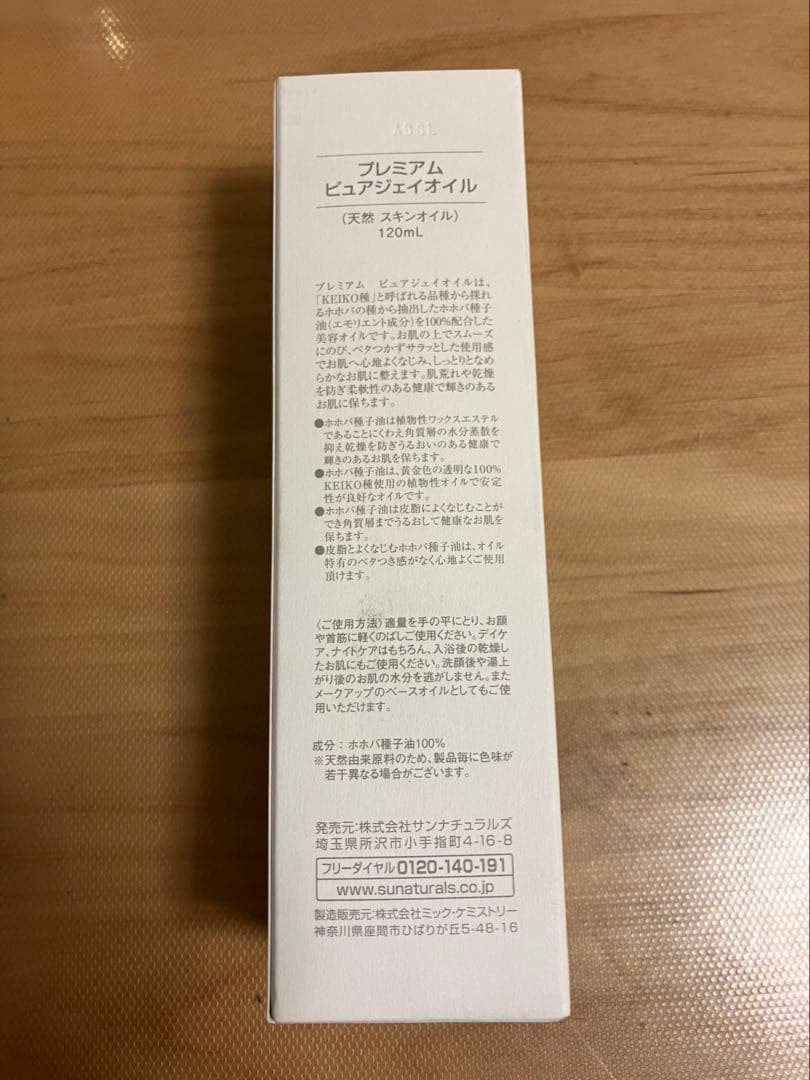 プレミアム
ピュアジェイオイル
(天然 スキンオイル)
120mL
プレミアム ピュアジェイオイルは、
「KEIKO種」と呼ばれる品種から採れ
るホホバの種から抽出したホホバ種子
油(エモリエント成分)を100%配合した
美容オイルです。お肌の上でスムーズ
にのび、ベタつかずサラッとした使用感
でお肌へ心地よくなじみ、しっとりとなめ
らかなお肌に整えます。肌荒れや乾燥
を防ぎ柔軟性のある健康で輝きのある
お肌に保ちます。
●ホホバ種子油は植物性ワックスエステル
であることにくわえ角質層の水分蒸散を
抑え乾燥を防ぎうるおいのある健康で
輝きのあるお肌を保ちます。
●ホホバ種子油は、黄金色の透明な100%
KEIKO種使用の植物性オイルで安定
性が良好なオイルです。
●ホホバ種子油は皮脂によくなじむことが
でき角質層までうるおして健康なお肌を
保ちます。
●皮脂とよくなじむホホバ種子油は、オイル
特有のベタつき感がなく心地よくご使用
頂けます。
〈ご使用方法〉適量を手の平にとり、お顔
や首筋に軽くのばしご使用ください。デイケ
ア、ナイトケアはもちろん、入浴後の乾燥し
たお肌にもご使用ください。洗顔後や湯上
がり後のお肌の水分を逃がしません。また
メークアップのベースオイルとしてもご使
用いただけます。
成分：ホホバ種子油100%
※天然由来原料のため、製品毎に色味が
若干異なる場合がございます。
発売元:株式会社サンナチュラルズ
埼玉県所沢市小手指町4-16-8
フリーダイヤル0120-140-191
www.sunaturals.co.jp
製造販売元:株式会社ミック・ケミストリー
神奈川県座間市ひばりが丘5-48-16